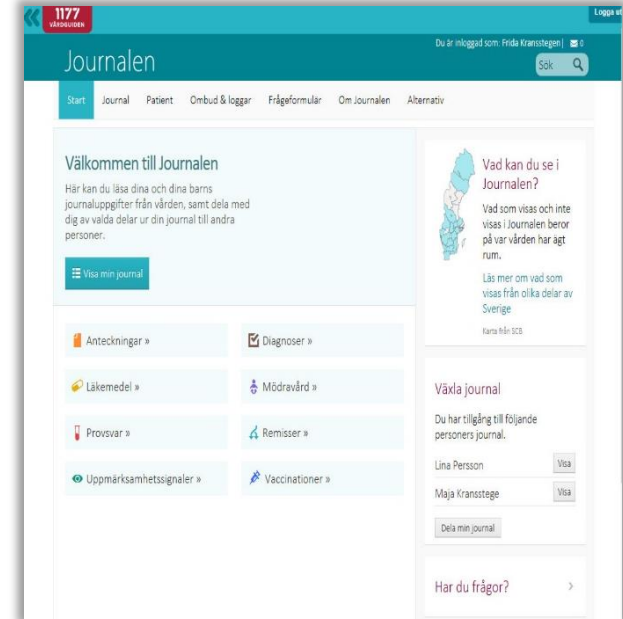 1177
VÅRDGUIDEN
Logga ut
Du är inloggad som: Frida Kransstegen | 0
Journalen
Sök
Start Journal Patient Ombud & loggar Frågeformulär Om Journalen Alternativ
Välkommen till Journalen
Här kan du läsa dina och dina barns
journaluppgifter från vården, samt dela med
dig av valda delar ur din journal till andra
personer.
Visa min journal
Anteckningar »
Diagnoser »
Läkemedel »
Mödravård »
Provsvar »
Remisser »
Uppmärksamhetssignaler »
Vaccinationer »
Vad kan du se i
Journalen?
Vad som visas och inte
visas i Journalen beror
på var vården har ägt
rum.
Läs mer om vad som
visas från olika delar av
Sverige
Karta från SCB
Växla journal
Du har tillgång till följande
personers journal.
Lina Persson Visa
Maja Kransstege Visa
Dela min journal
Har du frågor?